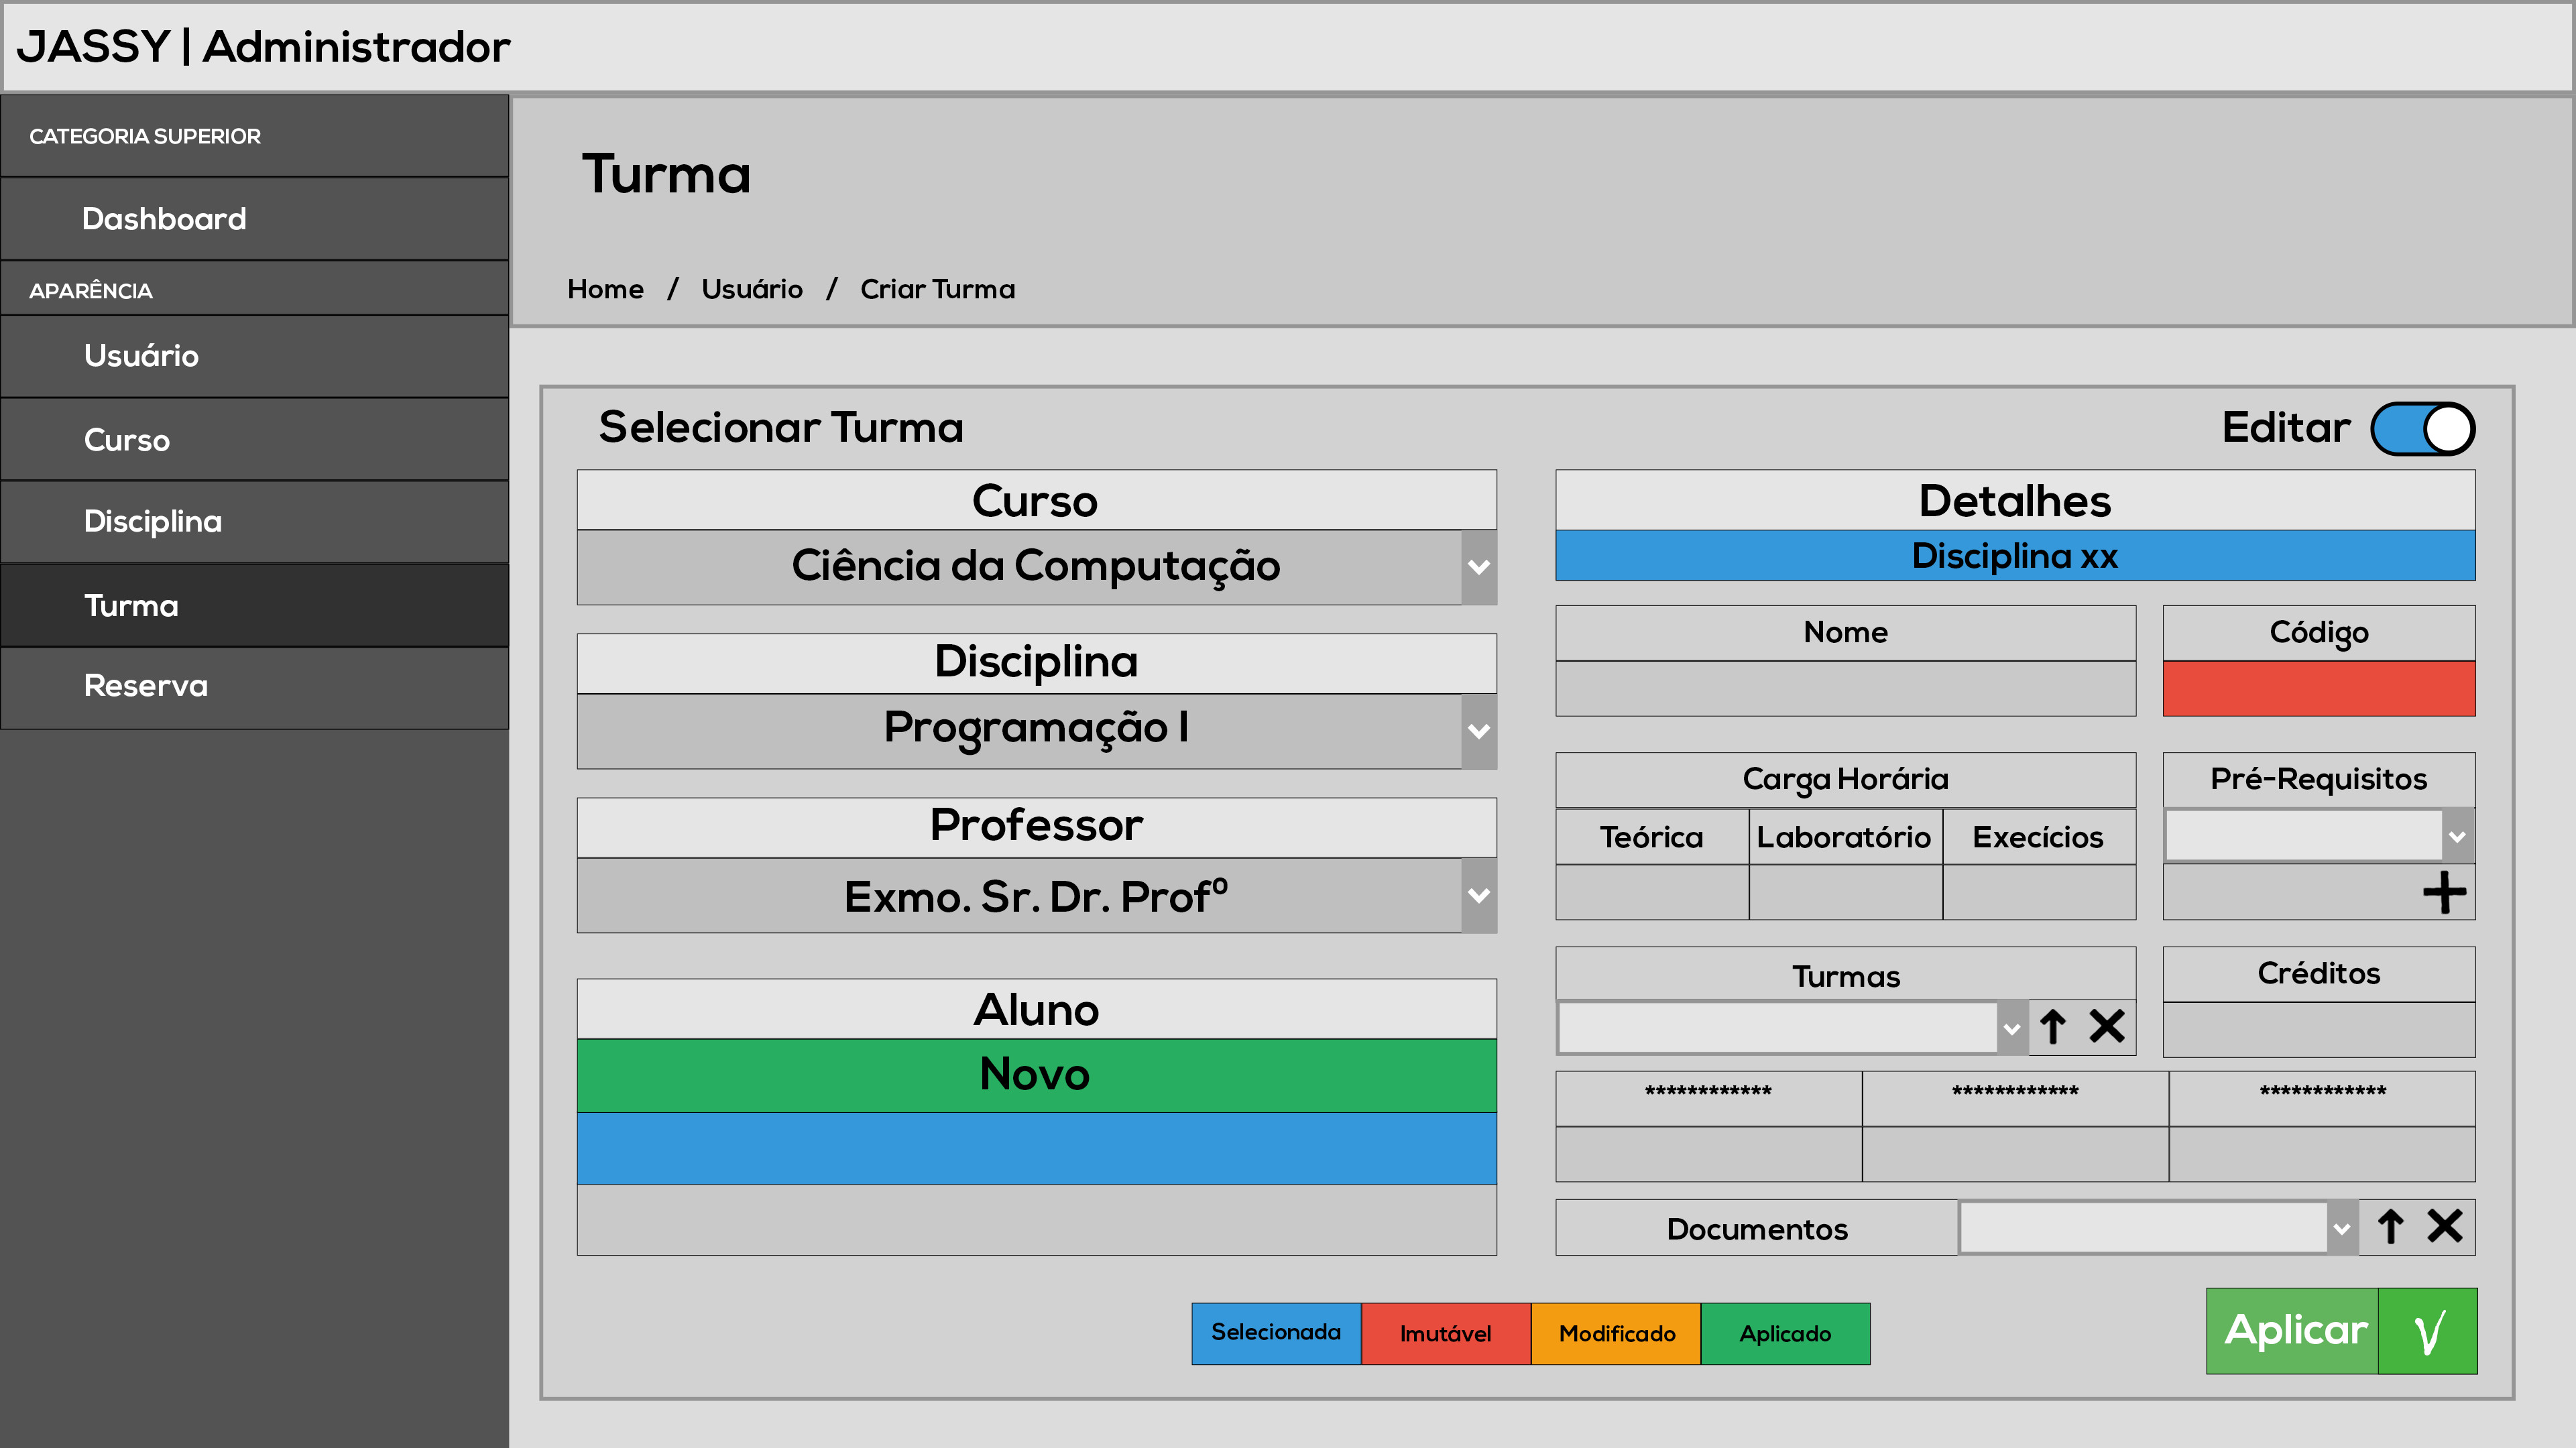 JASSY | Administrador
CATEGORIA SUPERIOR
Dashboard
APARÊNCIA
Usuário
Curso
Disciplina
Turma
Reserva
Turma
Home / Usuário / Criar Turma
Selecionar Turma
Editar
Curso
Ciência da Computação
Disciplina
Programação I
Professor
Exmo. Sr. Dr. Profº
Aluno
Novo
Detalhes
Disciplina xx
Nome
Código
Carga Horária
Pré-Requisitos
Teórica
Laboratório
Execícios
Turmas
Créditos
************
************
************
Documentos
Selecionada
Imutável
Modificado
Aplicado
Aplicar √